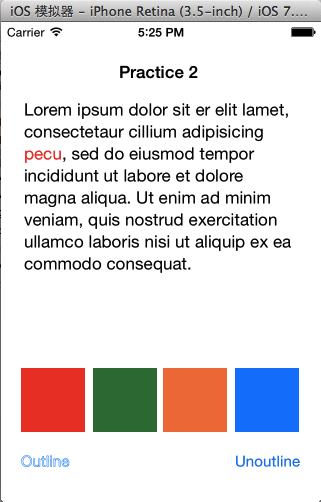 iOS 模拟器 – iPhone Retina (3.5-inch) / iOS 7....
Carrier 5:25 PM
Practice 2
Lorem ipsum dolor sit er elit lamet,
consectetaur cillium adipisicing
pecu, sed do eiusmod tempor
incididunt ut labore et dolore
magna aliqua. Ut enim ad minim
veniam, quis nostrud exercitation
ullamco laboris nisi ut aliquip ex ea
commodo consequat.
Outline Unoutline